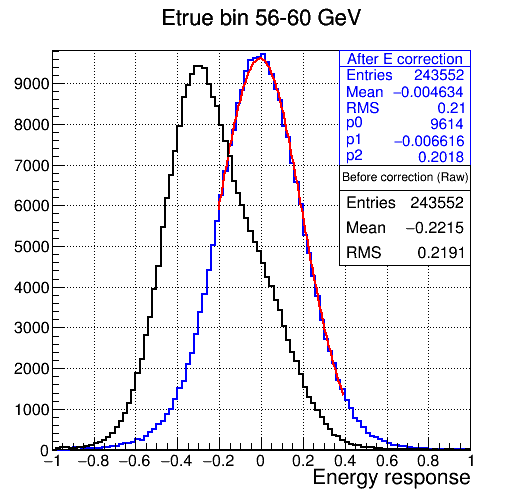 Etrue bin 56-60 GeV
After E correction
Entries 243552
Mean −0.004634
RMS 0.21
p0 9614
p1 −0.006616
p2 0.2018
Before correction (Raw)
Entries 243552
Mean −0.2215
RMS 0.2191
9000
8000
7000
6000
5000
4000
3000
2000
1000
0
−1 −0.8 −0.6 −0.4 −0.2 0 0.2 0.4 0.6 0.8 1
Energy response